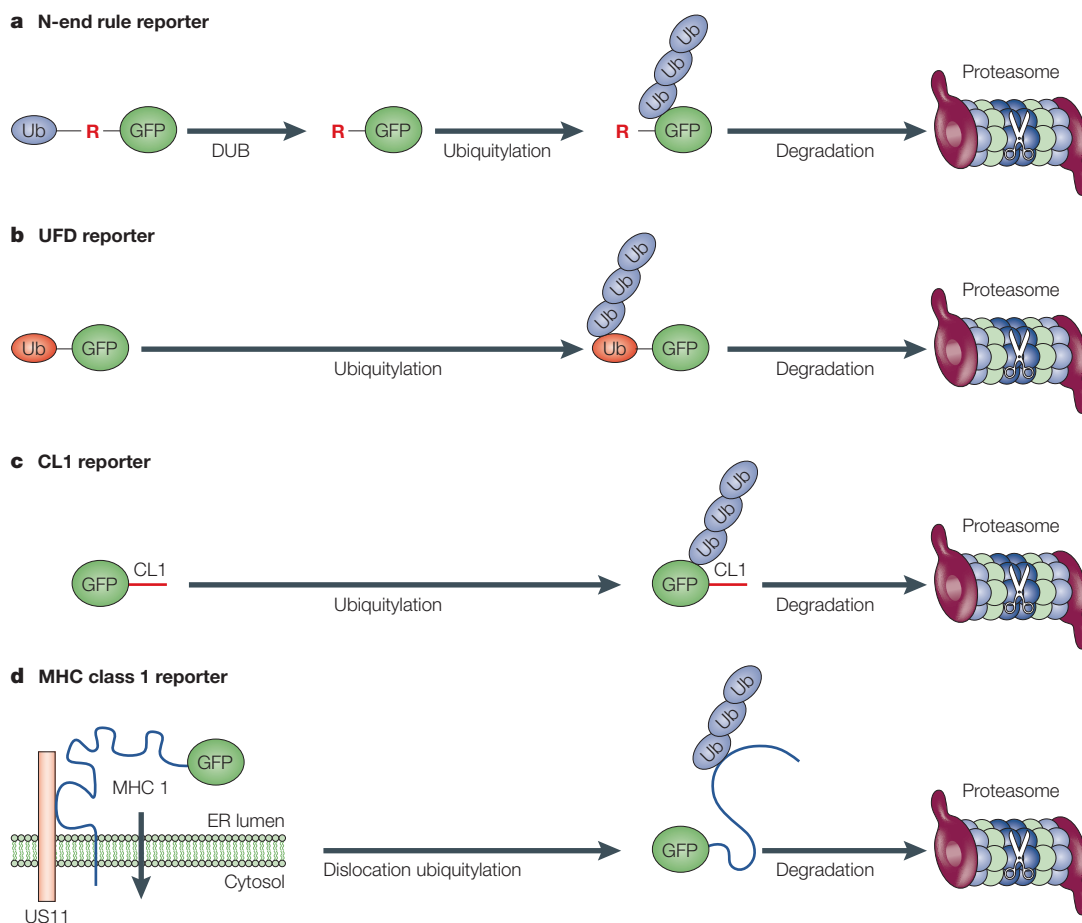 a N-end rule reporter
Ub
Ub
Ub
Proteasome
Ub R GFP
R GFP
R GFP
DUB
Ubiquitylation
Degradation
b UFD reporter
Ub
Ub
Ub
Proteasome
Ub GFP
Ub GFP
Ubiquitylation
Degradation
c CL1 reporter
Ub
Ub
Ub
Proteasome
GFP CL1
GFP CL1
Ubiquitylation
Degradation
d MHC class 1 reporter
Ub
Ub
Ub
GFP
MHC 1
Proteasome
ER lumen
GFP
Cytosol
Dislocation ubiquitylation
Degradation
US11